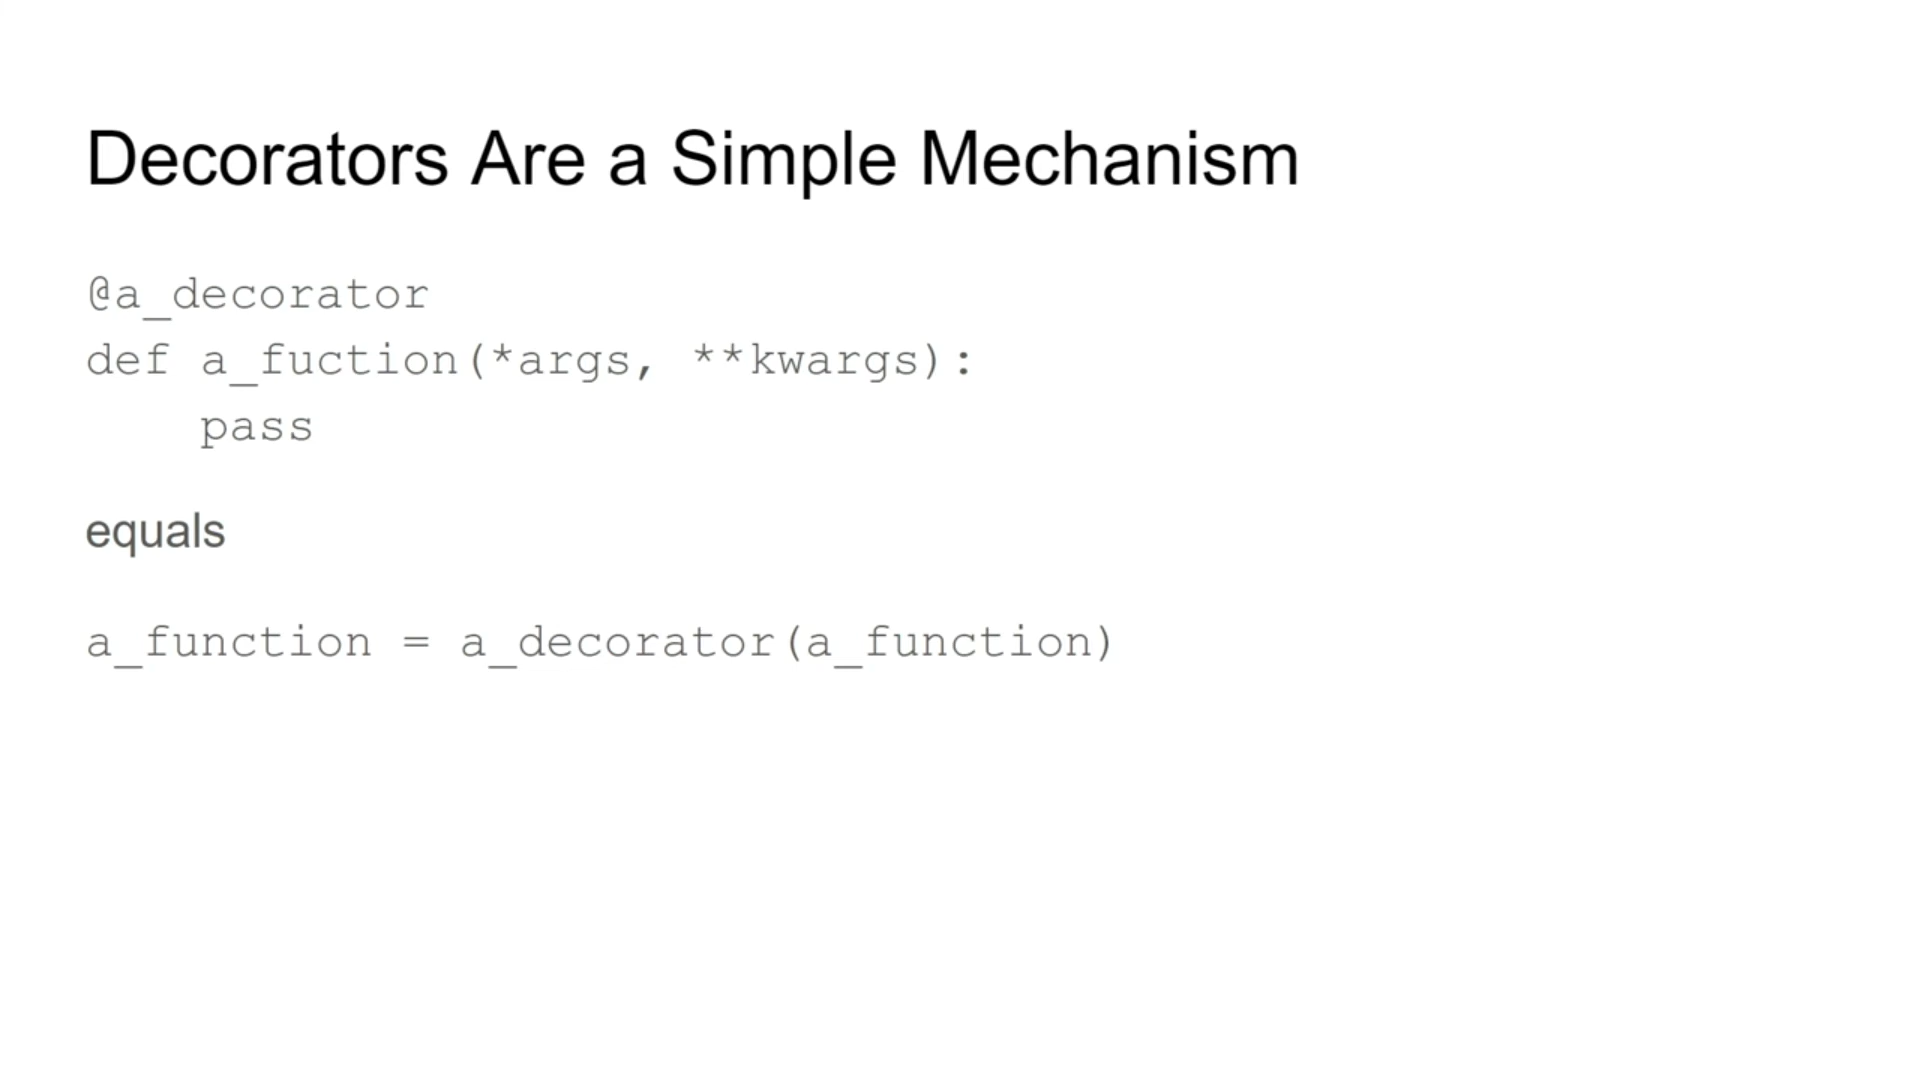 Decorators Are a Simple Mechanism
@a_decorator
def a_fuction(*args, **kwargs):
    pass
equals
a_function = a_decorator(a_function)